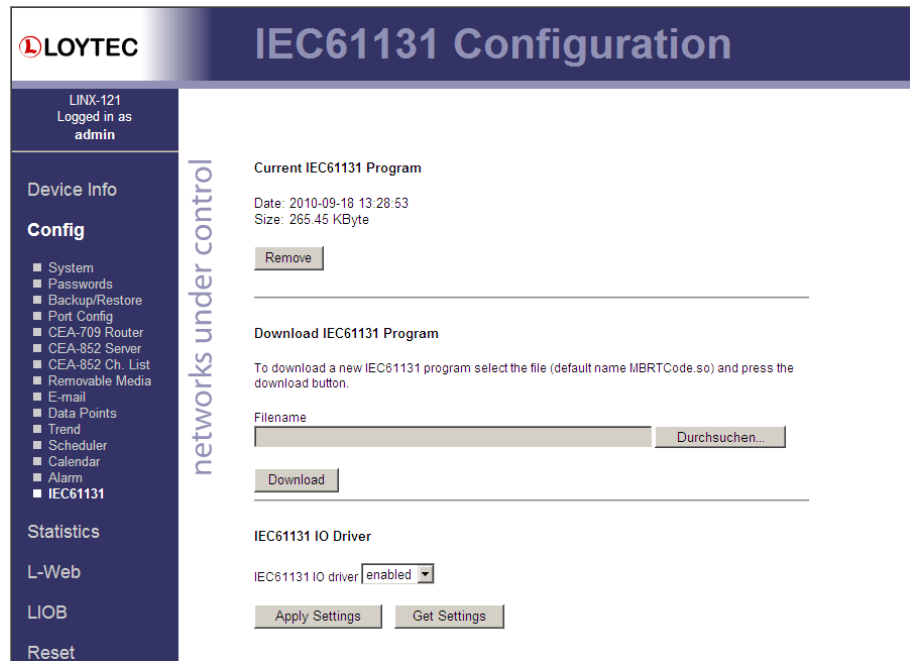 LOYTEC
IEC61131 Configuration
LINX-121
Logged in as
admin
Device Info
Config
System
Passwords
Backup/Restore
Port Config
CEA-709 Router
CEA-852 Server
CEA-852 Ch. List
Removable Media
E-mail
Data Points
Trend
Scheduler
Calendar
Alarm
IEC61131
Statistics
L-Web
LIOB
Reset
networks under control
Current IEC61131 Program
Date: 2010-09-18 13:28:53
Size: 265.45 KByte
Remove
Download IEC61131 Program
To download a new IEC61131 program select the file (default name MBRTCode.so) and press the
download button.
Filename
Durchsuchen...
Download
IEC61131 IO Driver
IEC61131 IO driver enabled
Apply Settings Get Settings